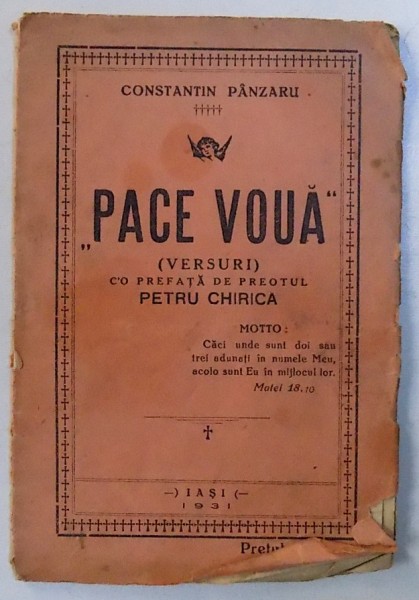 CONSTANTIN PÂNZARU
„PACE VOUĂ“
(VERSURI)
C'O PREFAȚĂ DE PREOTUL
PETRU CHIRICA
MOTTO:
Căci unde sunt doi sau
trei adunați în numele Meu,
acolo sunt Eu în mijlocul lor.
Matei 18.
—) IAȘI (—
1931
Prețul